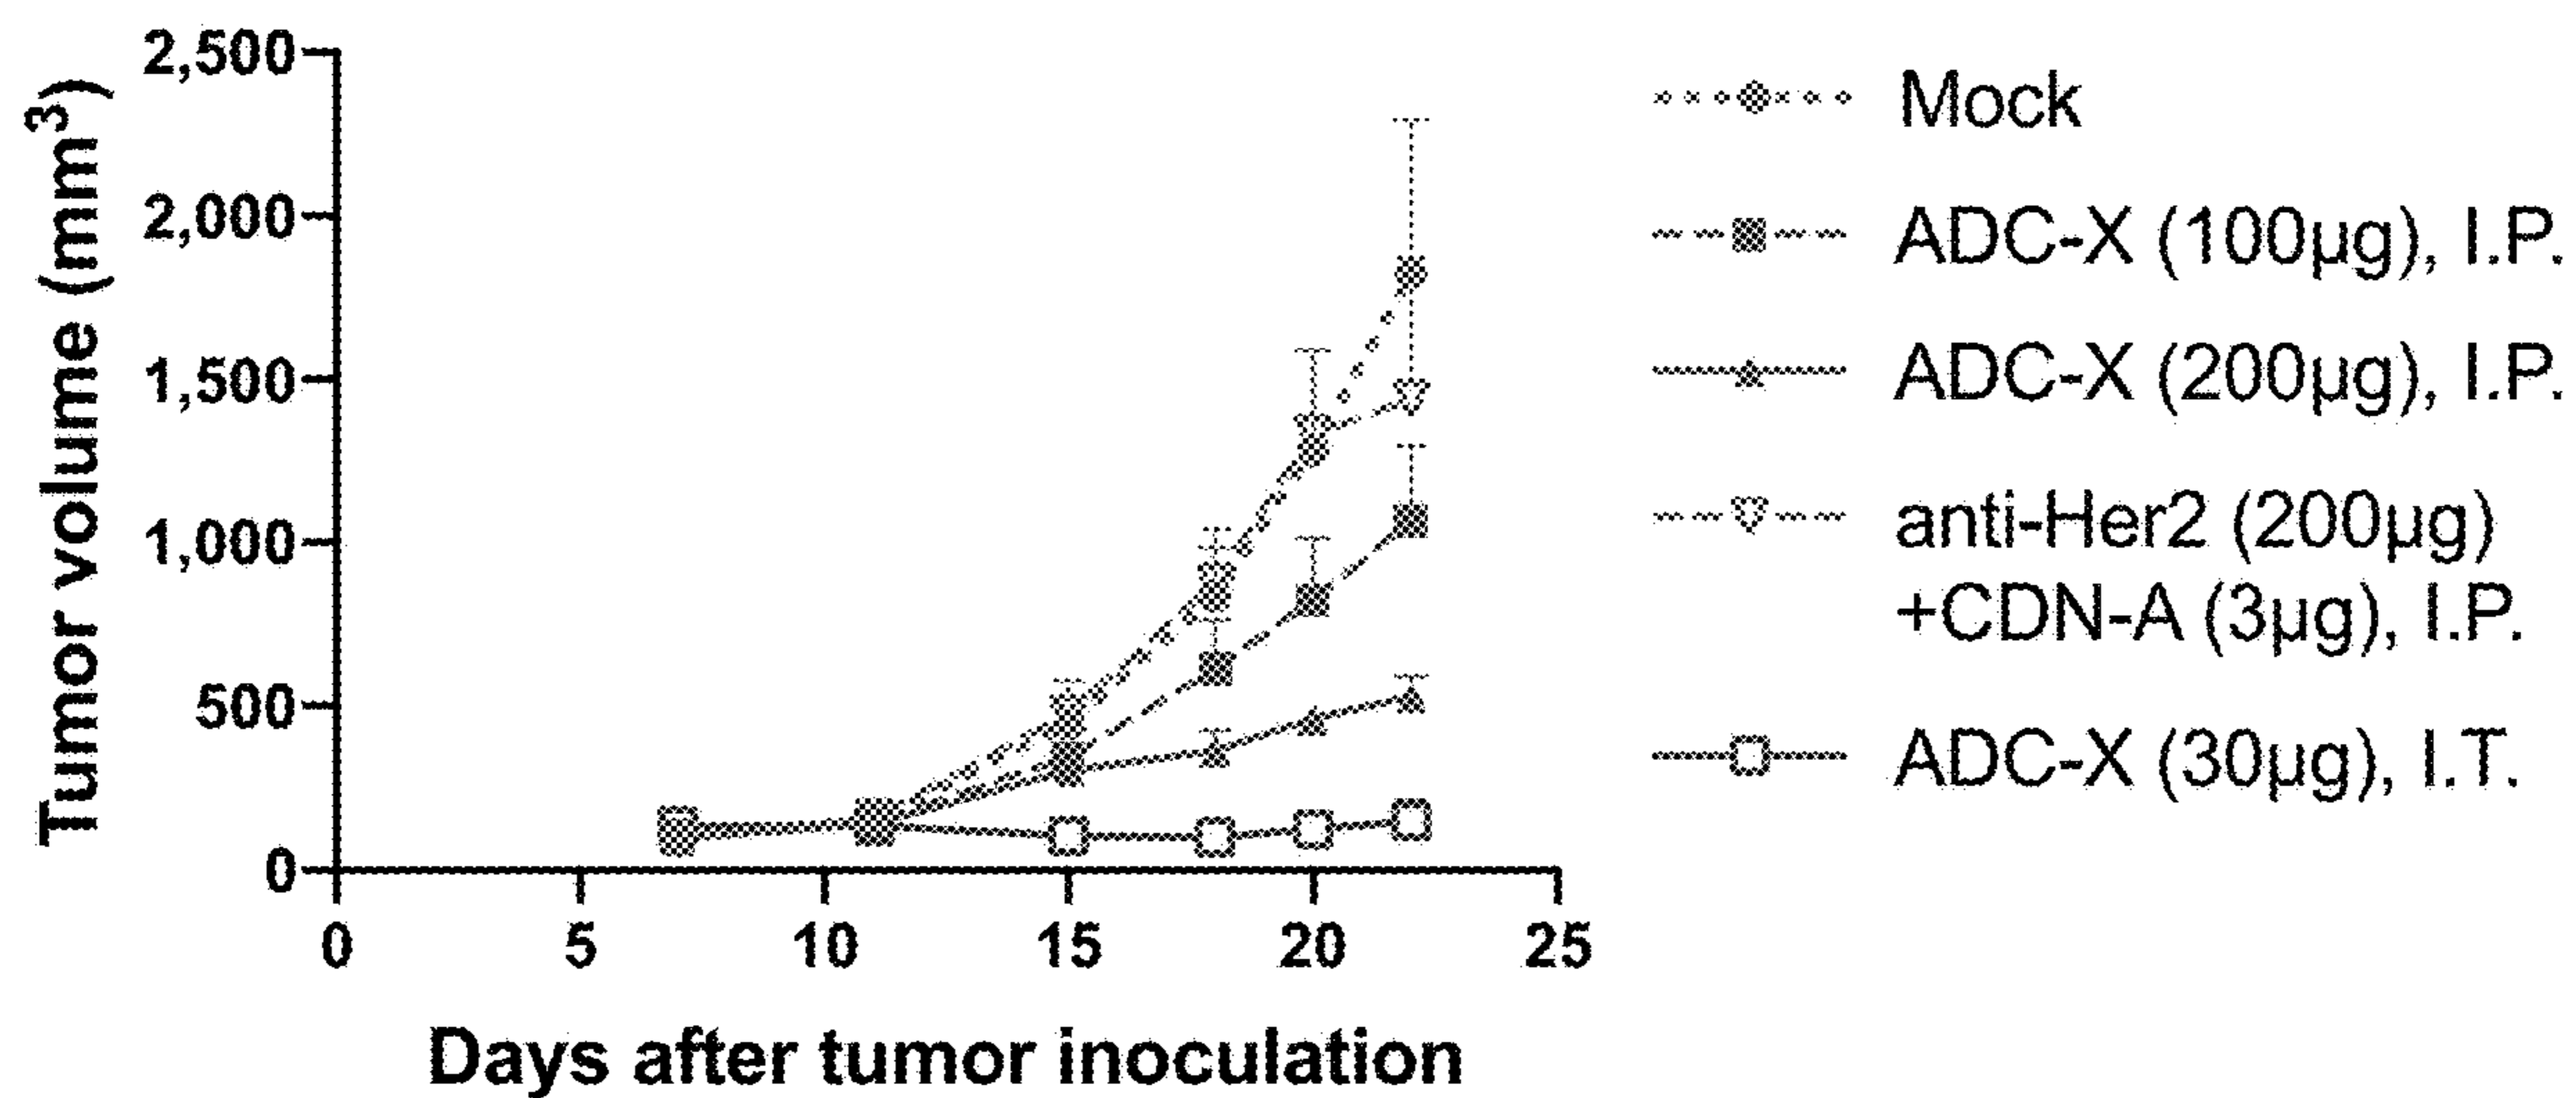 Tumor volume (mm³)
2,500
2,000
1,500
1,000
500
0
0 5 10 15 20 25
Days after tumor inoculation
Mock
ADC-X (100µg), I.P.
ADC-X (200µg), I.P.
anti-Her2 (200µg)
+CDN-A (3µg), I.P.
ADC-X (30µg), I.T.